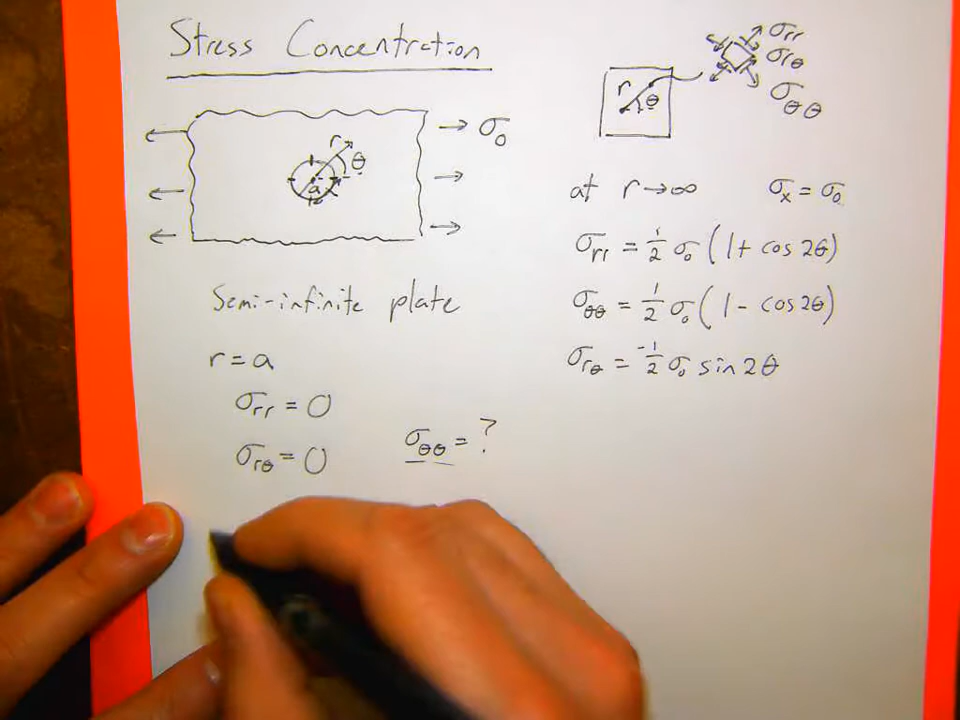 Stress Concentration
σ₀
r θ
a
Semi-infinite plate
r = a
σrr = 0
σrθ = 0
σθθ = ?
r θ
σrr
σrθ
σθθ
at r→∞ σx = σ₀
σrr = 1/2 σ₀ (1 + cos 2θ)
σθθ = 1/2 σ₀ (1 - cos 2θ)
σrθ = -1/2 σ₀ sin 2θ